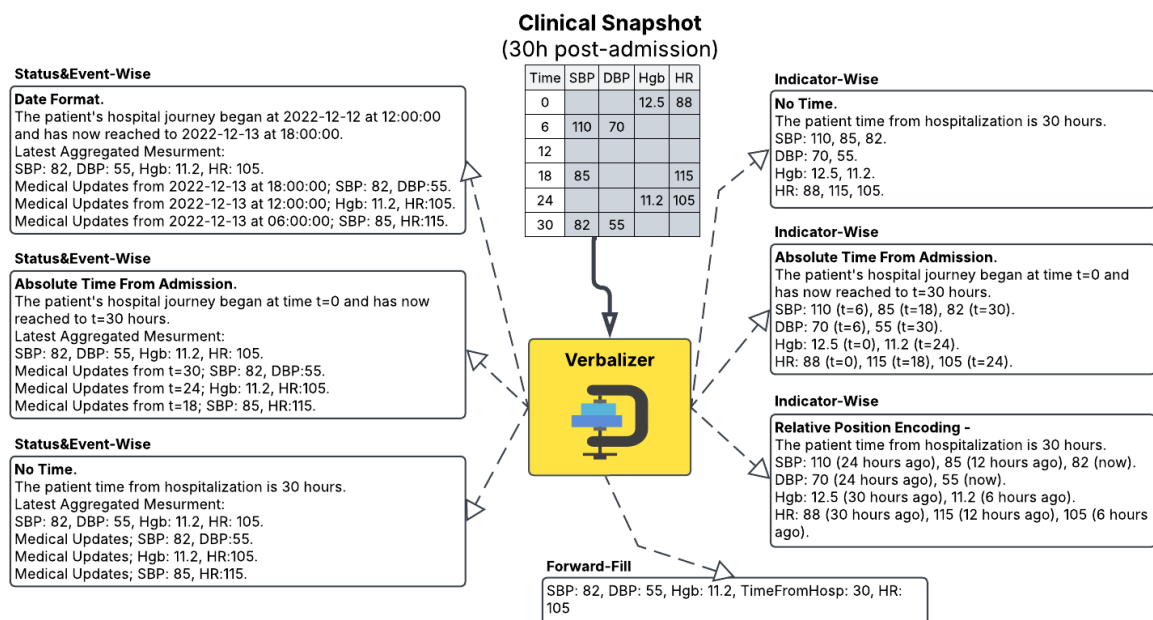 Clinical Snapshot
(30h post-admission)
Time SBP DBP Hgb HR
0 12.5 88
6 110 70
12
18 85 115
24 11.2 105
30 82 55
Status&Event-Wise
Date Format.
The patient's hospital journey began at 2022-12-12 at 12:00:00
and has now reached to 2022-12-13 at 18:00:00.
Latest Aggregated Mesurment:
SBP: 82, DBP: 55, Hgb: 11.2, HR: 105.
Medical Updates from 2022-12-13 at 18:00:00; SBP: 82, DBP:55.
Medical Updates from 2022-12-13 at 12:00:00; Hgb: 11.2, HR:105.
Medical Updates from 2022-12-13 at 06:00:00; SBP: 85, HR:115.
Status&Event-Wise
Absolute Time From Admission.
The patient's hospital journey began at time t=0 and has now
reached to t=30 hours.
Latest Aggregated Mesurment:
SBP: 82, DBP: 55, Hgb: 11.2, HR: 105.
Medical Updates from t=30; SBP: 82, DBP:55.
Medical Updates from t=24; Hgb: 11.2, HR:105.
Medical Updates from t=18; SBP: 85, HR:115.
Status&Event-Wise
No Time.
The patient time from hospitalization is 30 hours.
Latest Aggregated Mesurment:
SBP: 82, DBP: 55, Hgb: 11.2, HR: 105.
Medical Updates; SBP: 82, DBP:55.
Medical Updates; Hgb: 11.2, HR:105.
Medical Updates; SBP: 85, HR:115.
Verbalizer
Indicator-Wise
No Time.
The patient time from hospitalization is 30 hours.
SBP: 110, 85, 82.
DBP: 70, 55.
Hgb: 12.5, 11.2.
HR: 88, 115, 105.
Indicator-Wise
Absolute Time From Admission.
The patient's hospital journey began at time t=0 and
has now reached to t=30 hours.
SBP: 110 (t=6), 85 (t=18), 82 (t=30).
DBP: 70 (t=6), 55 (t=30).
Hgb: 12.5 (t=0), 11.2 (t=24).
HR: 88 (t=0), 115 (t=18), 105 (t=24).
Indicator-Wise
Relative Position Encoding -
The patient time from hospitalization is 30 hours.
SBP: 110 (24 hours ago), 85 (12 hours ago), 82 (now).
DBP: 70 (24 hours ago), 55 (now).
Hgb: 12.5 (30 hours ago), 11.2 (6 hours ago).
HR: 88 (30 hours ago), 115 (12 hours ago), 105 (6 hours
ago).
Forward-Fill
SBP: 82, DBP: 55, Hgb: 11.2, TimeFromHosp: 30, HR:
105